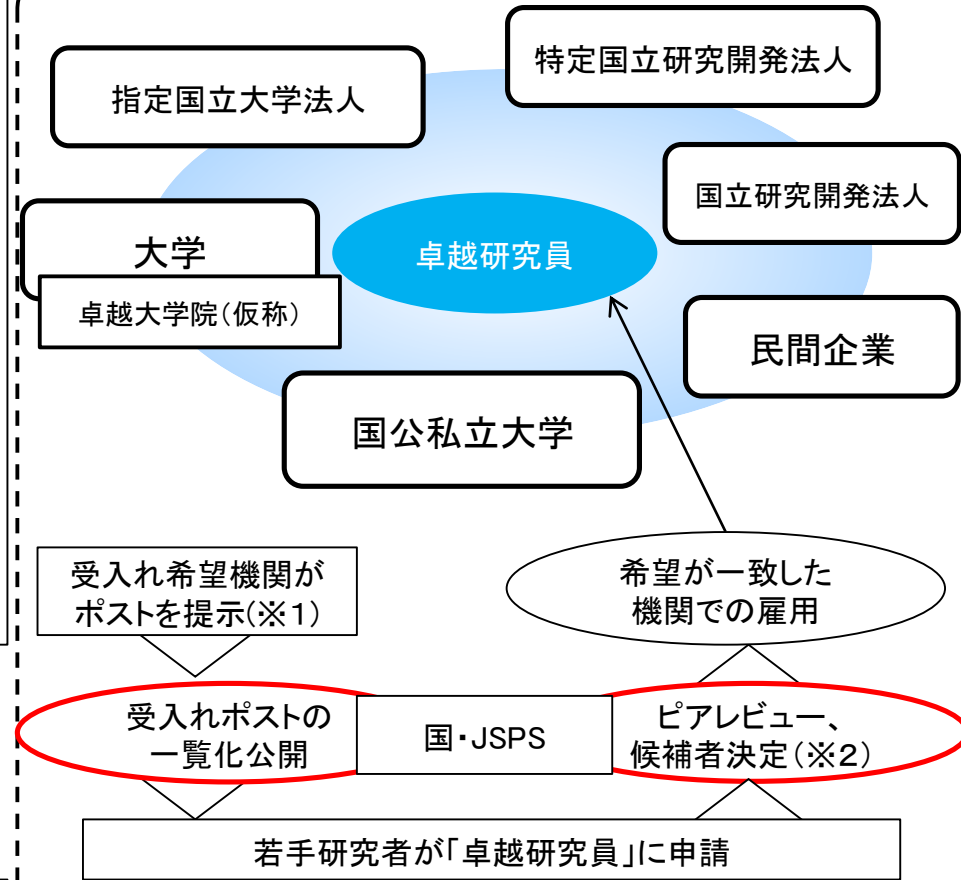 特定国立研究開発法人
指定国立大学法人
国立研究開発法人
大学
卓越研究員
卓越大学院(仮称)
民間企業
国公私立大学
受入れ希望機関が
ポストを提示(※1)
希望が一致した
機関での雇用
受入れポストの
一覧化公開
国・JSPS
ピアレビュー、
候補者決定(※2)
若手研究者が「卓越研究員」に申請